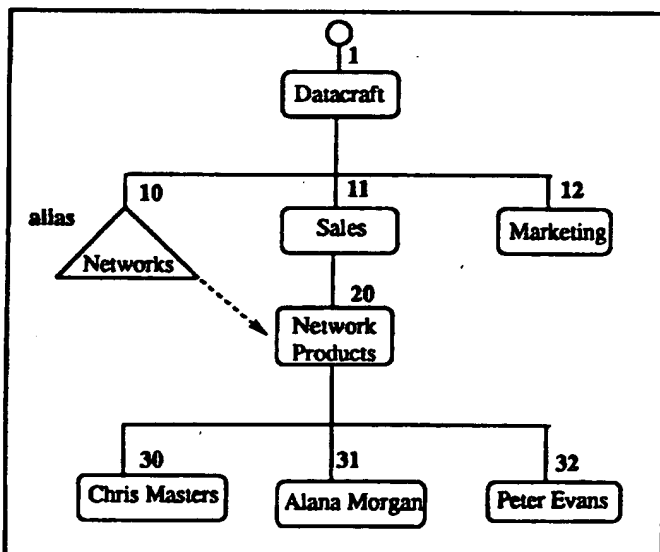 1
Datacraft
10
11
12
alias
Networks
Sales
Marketing
20
Network
Products
30
31
32
Chris Masters
Alana Morgan
Peter Evans